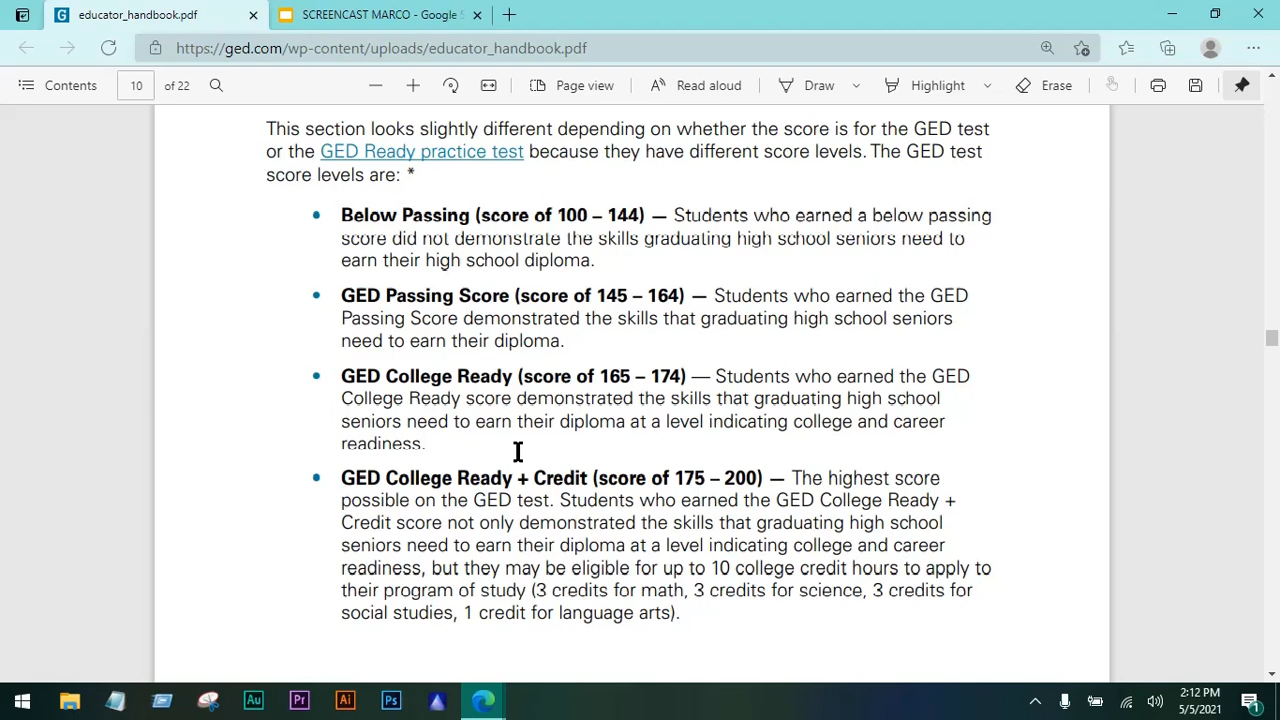 educator_handbook.pdf
SCREENCAST MARCO - Google S
https://ged.com/wp-content/uploads/educator_handbook.pdf
Contents 10 of 22 Page view Read aloud Draw Highlight Erase
This section looks slightly different depending on whether the score is for the GED test
or the GED Ready practice test because they have different score levels. The GED test
score levels are: *
• Below Passing (score of 100 – 144) — Students who earned a below passing
score did not demonstrate the skills graduating high school seniors need to
earn their high school diploma.
• GED Passing Score (score of 145 – 164) — Students who earned the GED
Passing Score demonstrated the skills that graduating high school seniors
need to earn their diploma.
• GED College Ready (score of 165 – 174) — Students who earned the GED
College Ready score demonstrated the skills that graduating high school
seniors need to earn their diploma at a level indicating college and career
readiness.
• GED College Ready + Credit (score of 175 – 200) — The highest score
possible on the GED test. Students who earned the GED College Ready +
Credit score not only demonstrated the skills that graduating high school
seniors need to earn their diploma at a level indicating college and career
readiness, but they may be eligible for up to 10 college credit hours to apply to
their program of study (3 credits for math, 3 credits for science, 3 credits for
social studies, 1 credit for language arts).
Au Pr Ai Ps
2:12 PM
5/5/2021
1